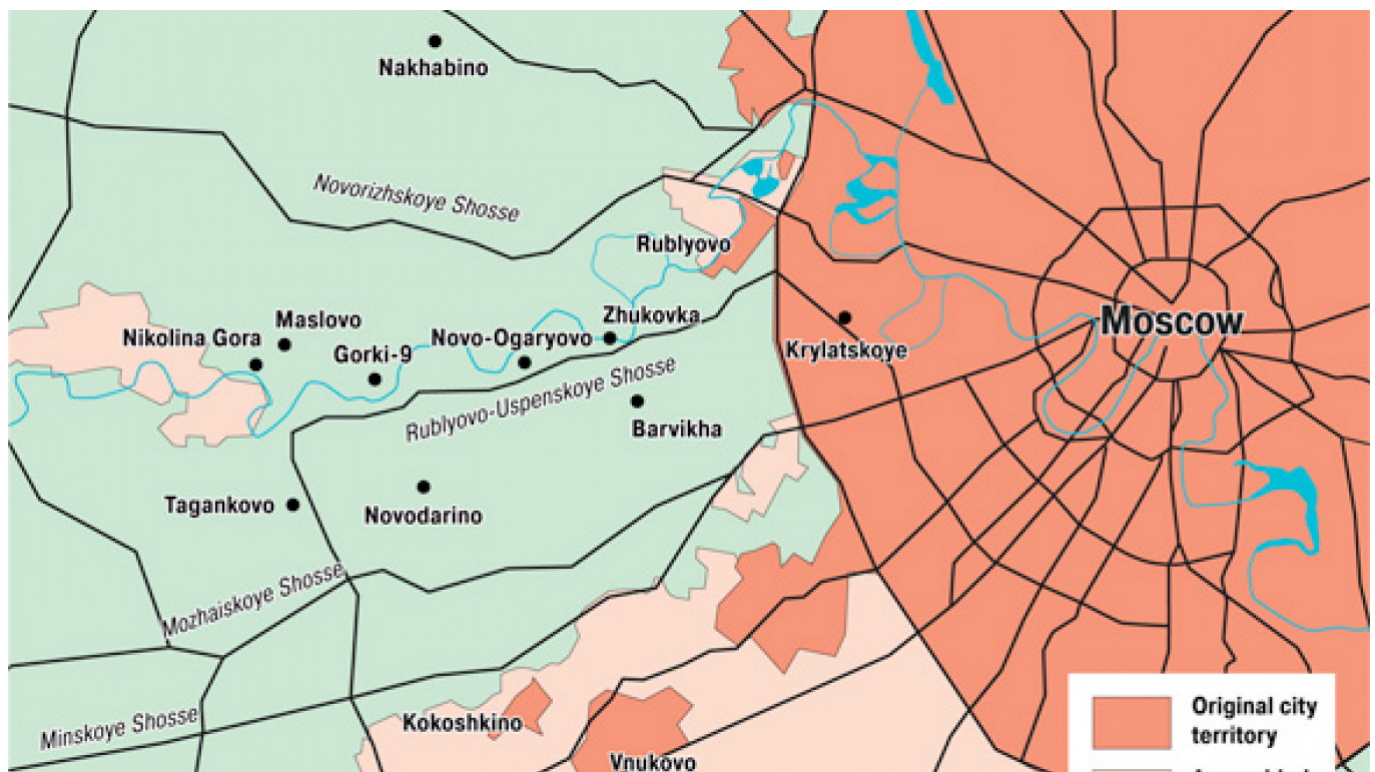 Nakhabino
Novorizhskoye Shosse
Rublyovo
Zhukovka
Maslovo
Nikolina Gora
Gorki-9
Novo-Ogaryovo
Krylatskoye
Moscow
Rublyovo-Uspenskoye Shosse
Barvikha
Tagankovo
Novodarino
Mozhaiskoye Shosse
Minskoye Shosse
Kokoshkino
Vnukovo
Original city
territory